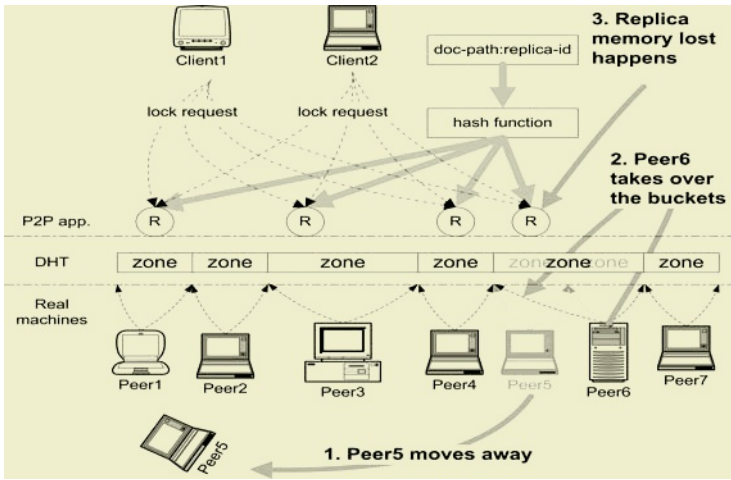 3. Replica
memory lost
happens
Client1
Client2
doc-path:replica-id
lock request
lock request
hash function
2. Peer6
takes over
the buckets
P2P app.
R
R
R
R
DHT
zone
zone
zone
zone
zone
zone
zone
zone
Real
machines
Peer1
Peer2
Peer3
Peer4
Peer5
Peer6
Peer7
Peer5
1. Peer5 moves away